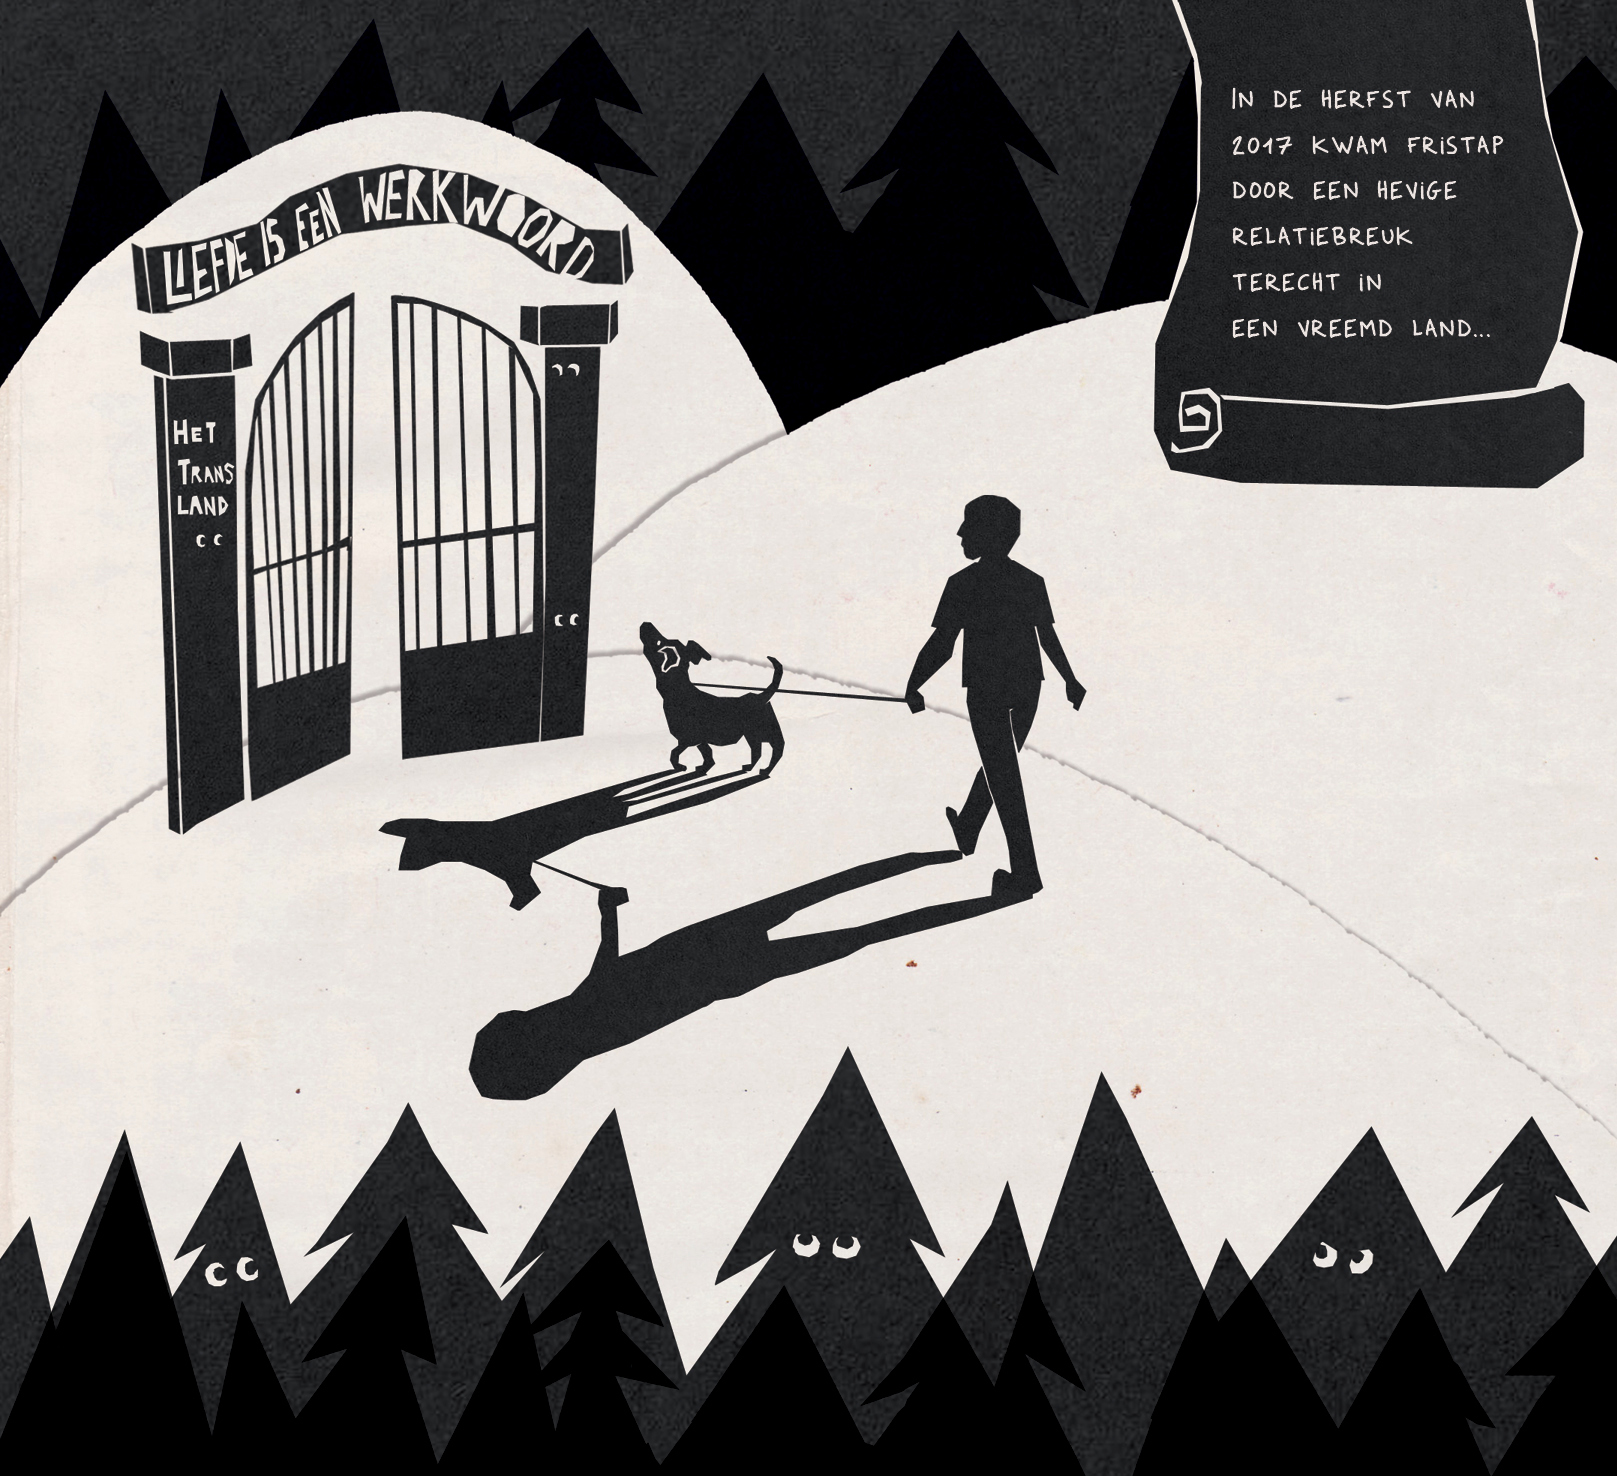 LIEFDE IS EEN WERKWOORD
HET
TRANS
LAND
IN DE HERFST VAN
2017 KWAM FRISTAP
DOOR EEN HEVIGE
RELATIEBREUK
TERECHT IN
EEN VREEMD LAND...